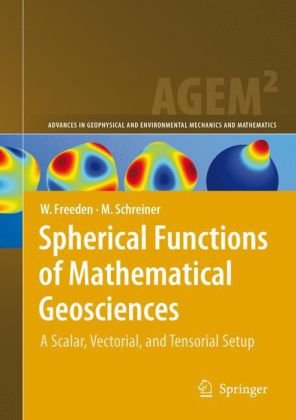 AGEM²
ADVANCES IN GEOPHYSICAL AND ENVIRONMENTAL MECHANICS AND MATHEMATICS
W. Freeden · M. Schreiner
Spherical Functions
of Mathematical
Geosciences
A Scalar, Vectorial, and Tensorial Setup
Springer